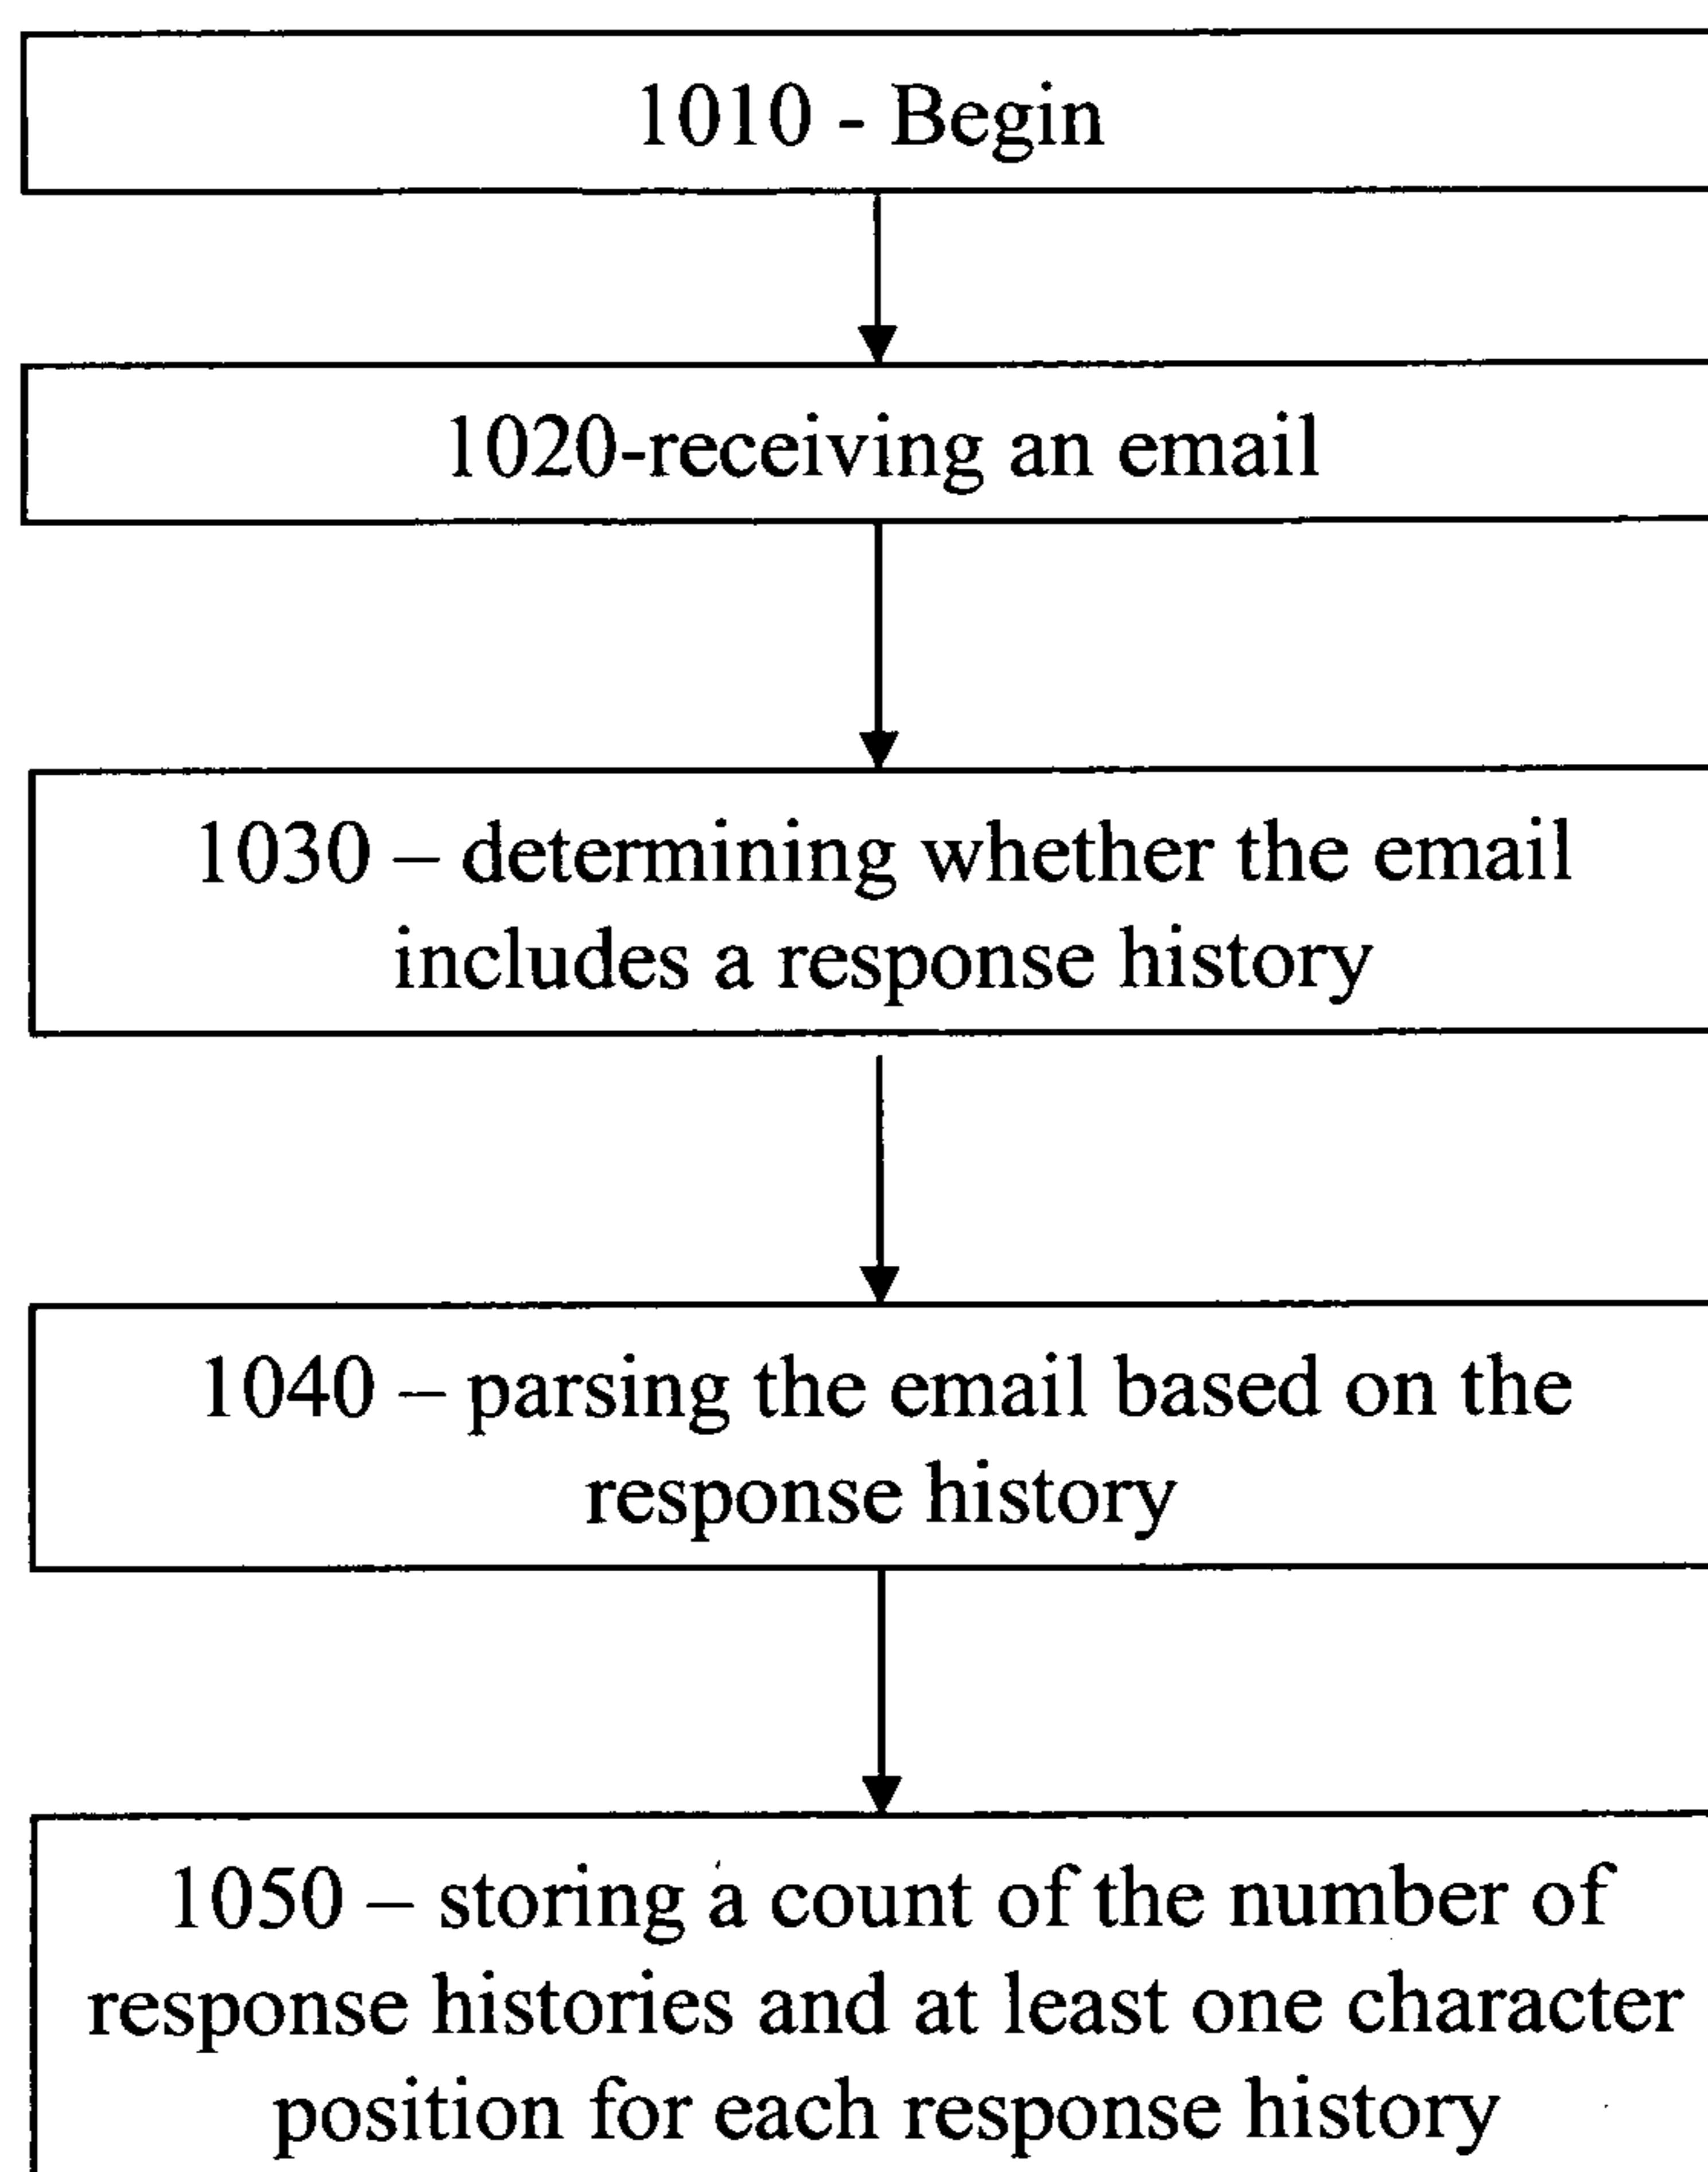 1010 - Begin
1020-receiving an email
1030 – determining whether the email
includes a response history
1040 – parsing the email based on the
response history
1050 – storing a count of the number of
response histories and at least one character
position for each response history